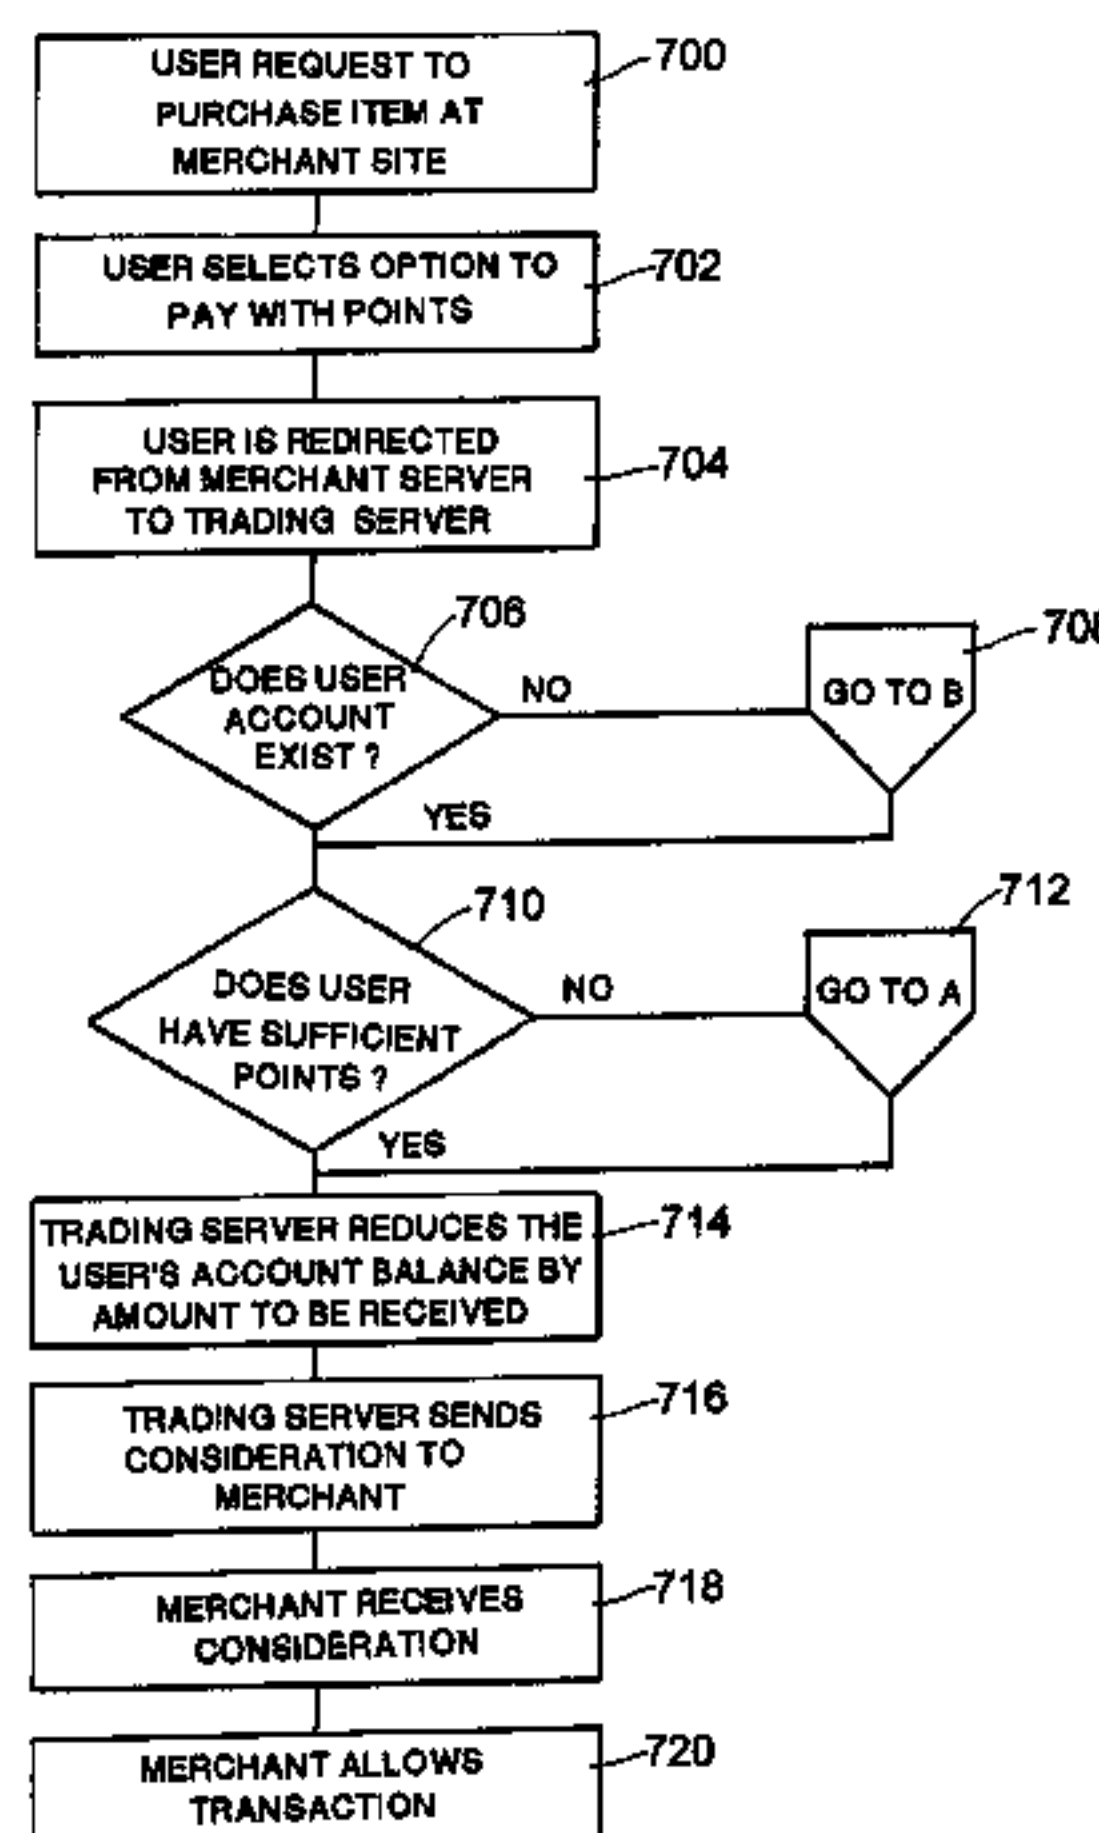 USER REQUEST TO
PURCHASE ITEM AT
MERCHANT SITE
700
USER SELECTS OPTION TO
PAY WITH POINTS
702
USER IS REDIRECTED
FROM MERCHANT SERVER
TO TRADING SERVER
704
DOES USER
ACCOUNT
EXIST ?
706
NO
GO TO B
YES
DOES USER
HAVE SUFFICIENT
POINTS ?
710
NO
GO TO A
712
YES
TRADING SERVER REDUCES THE
USER'S ACCOUNT BALANCE BY
AMOUNT TO BE RECEIVED
714
TRADING SERVER SENDS
CONSIDERATION TO
MERCHANT
716
MERCHANT RECEIVES
CONSIDERATION
718
MERCHANT ALLOWS
TRANSACTION
720